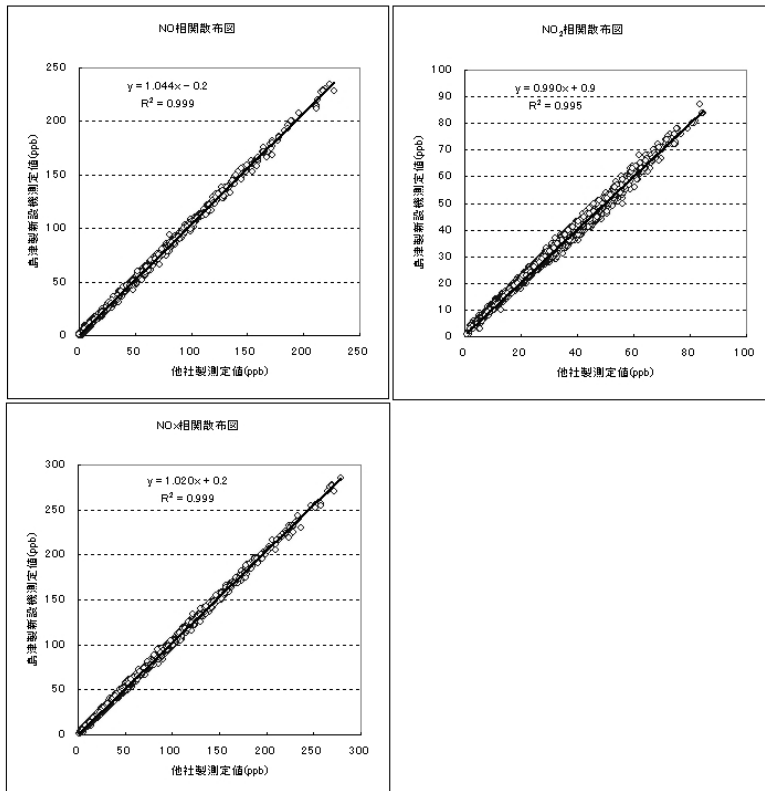 NO相関散布図
y = 1.044x − 0.2
R² = 0.999
250
200
150
100
50
0
0 50 100 150 200 250
島津製新設機測定値(ppb)
他社製測定値(ppb)
NO₂相関散布図
y = 0.990x + 0.9
R² = 0.995
100
90
80
70
60
50
40
30
20
10
0
0 20 40 60 80 100
島津製新設機測定値(ppb)
他社製測定値(ppb)
NOx相関散布図
y = 1.020x + 0.2
R² = 0.999
300
250
200
150
100
50
0
0 50 100 150 200 250 300
島津製新設機測定値(ppb)
他社製測定値(ppb)